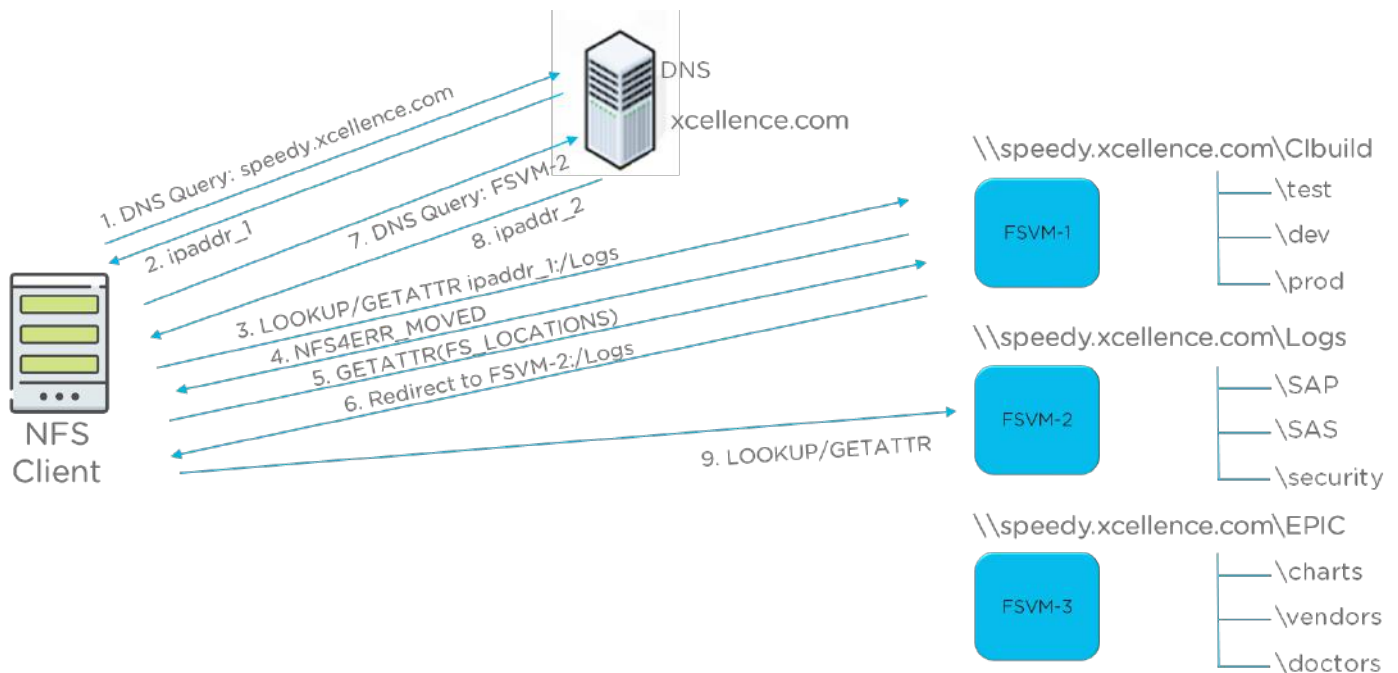 DNS
xcellence.com
1. DNS Query: speedy.xcellence.com
2. ipaddr_1
7. DNS Query: FSVM-2
8. ipaddr_2
3. LOOKUP/GETATTR ipaddr_1:/Logs
4. NFS4ERR_MOVED
5. GETATTR(FS_LOCATIONS)
6. Redirect to FSVM-2:/Logs
9. LOOKUP/GETATTR
NFS
Client
\\speedy.xcellence.com\CIbuild
FSVM-1
\test
\dev
\prod
\\speedy.xcellence.com\Logs
FSVM-2
\SAP
\SAS
\security
\\speedy.xcellence.com\EPIC
FSVM-3
\charts
\vendors
\doctors